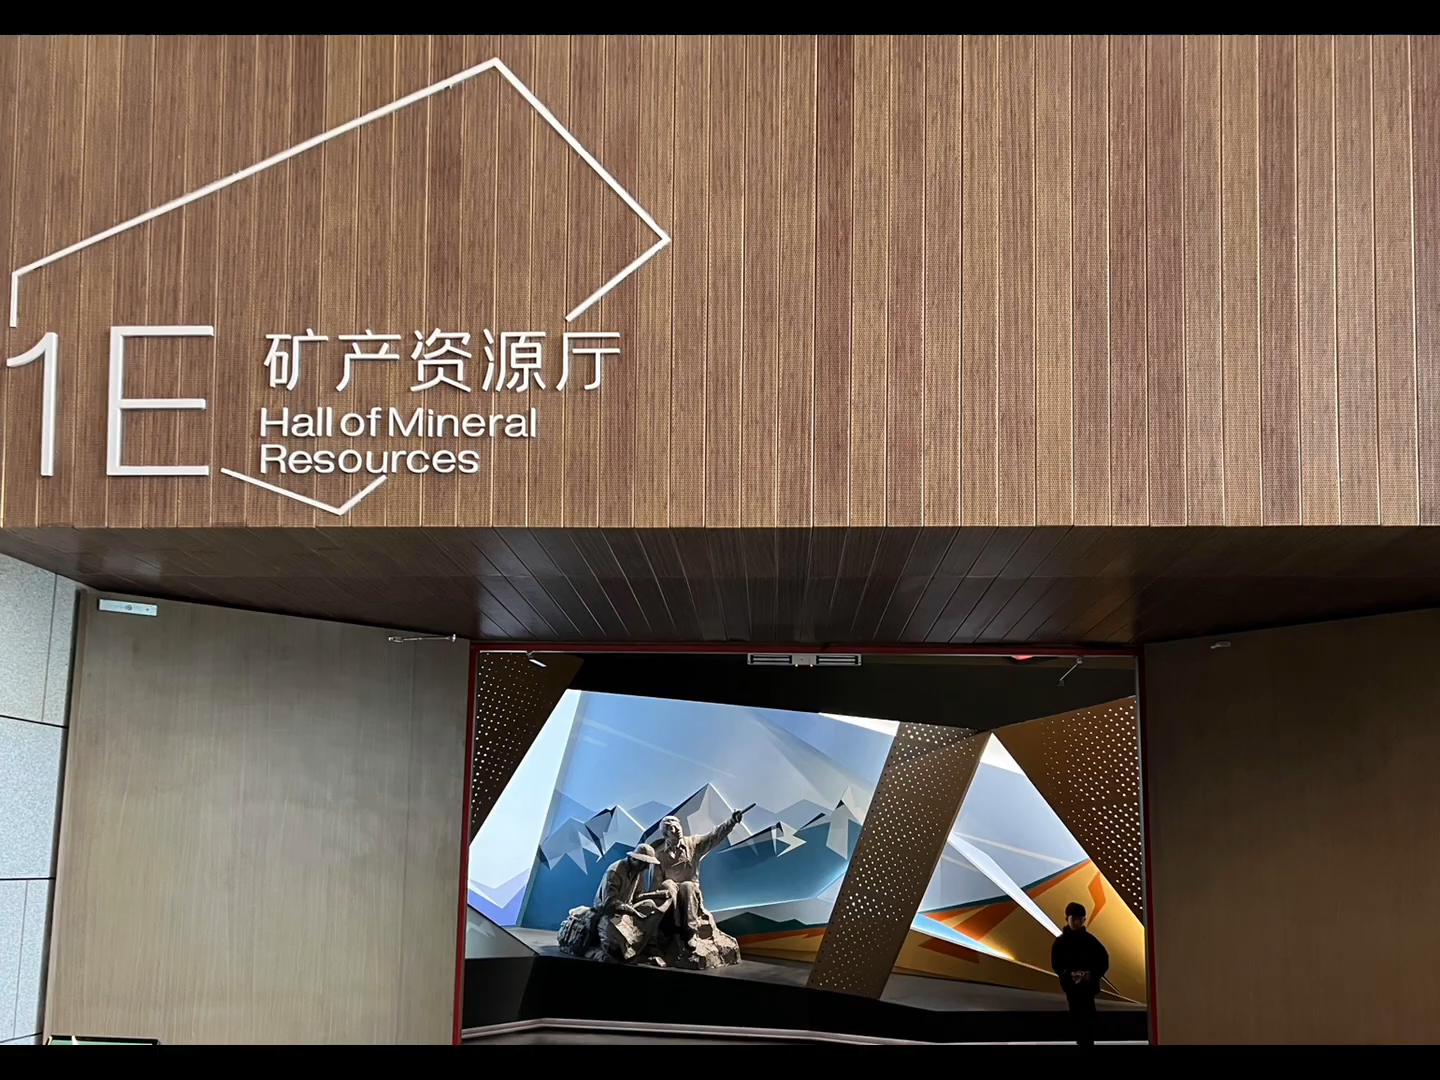 1E
矿产资源厅
Hall of Mineral
Resources